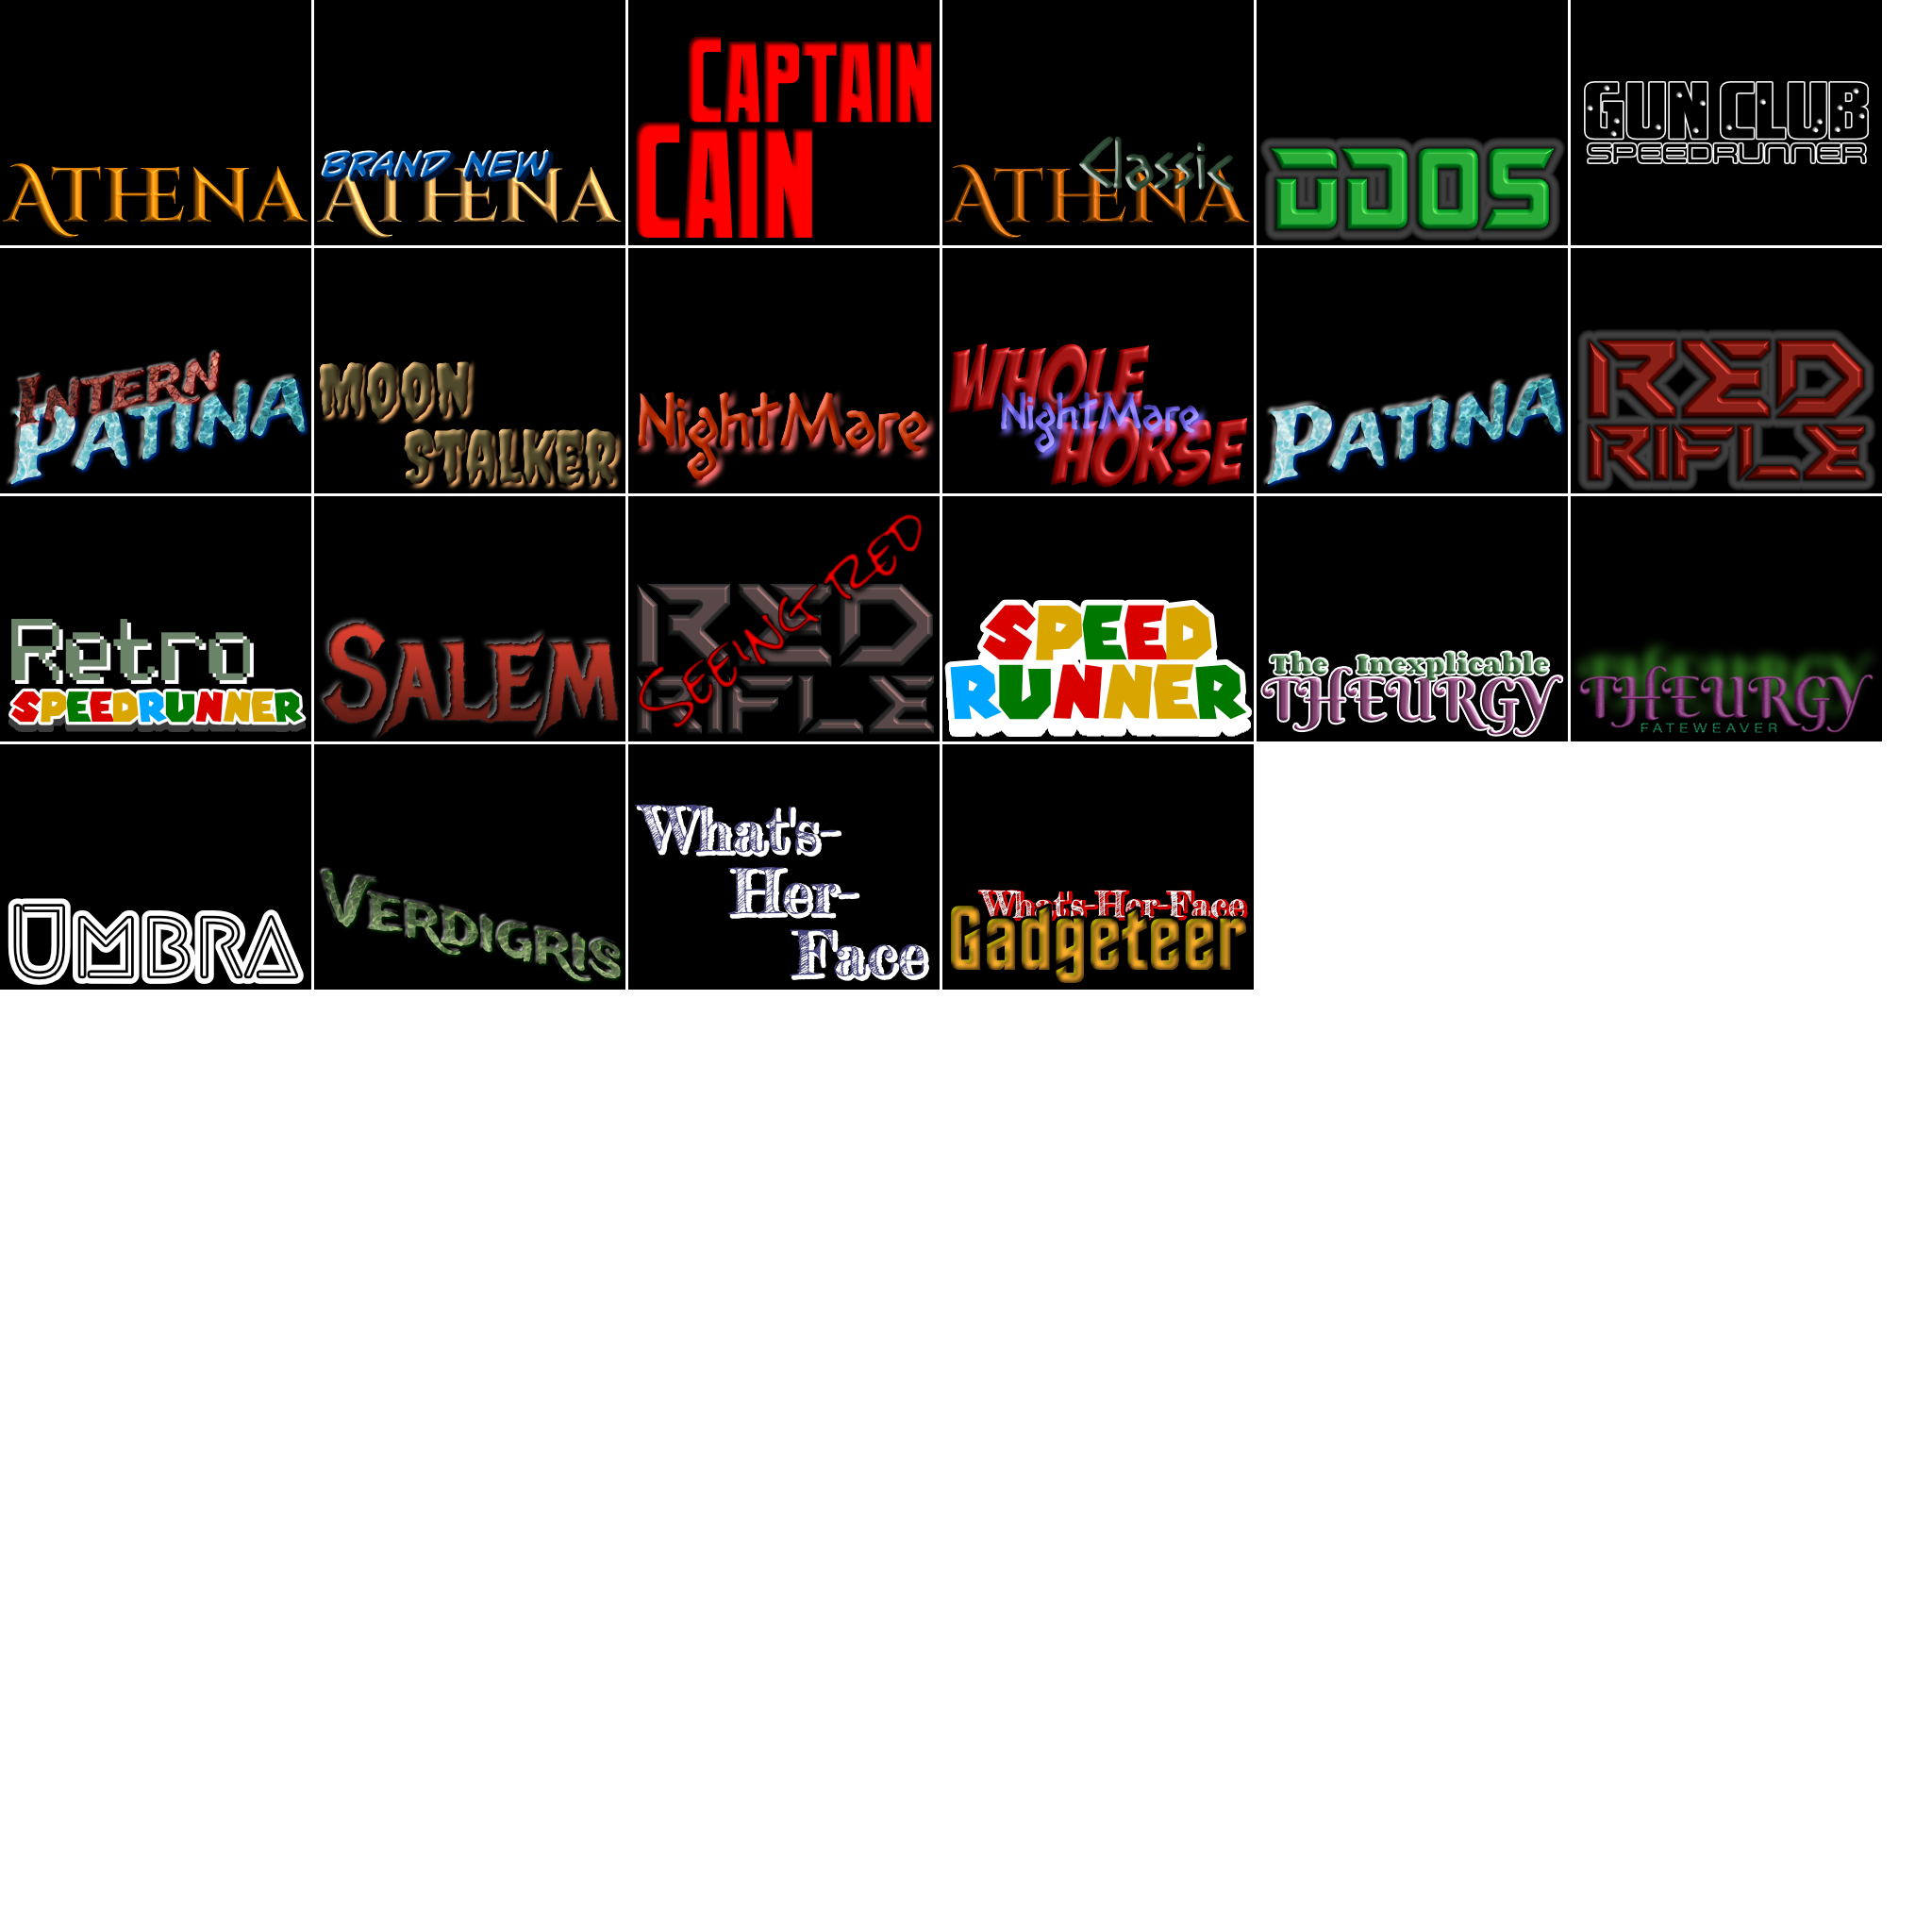 ATHENA
BRAND NEW
ATHENA
CAPTAIN
CAIN
Classic
ATHENA
DDOS
GUN CLUB
SPEEDRUNNER
INTERN
PATINA
MOON
STALKER
NightMare
WHOLE
NightMare
HORSE
PATINA
RED
RIFLE
Retro
SPEEDRUNNER
SALEM
SEEING RED
RED
RIFLE
SPEED
RUNNER
The Inexplicable
THEURGY
THEURGY
FATEWEAVER
UMBRA
VERDIGRIS
What's-
Her-
Face
What's-Her-Face
Gadgeteer